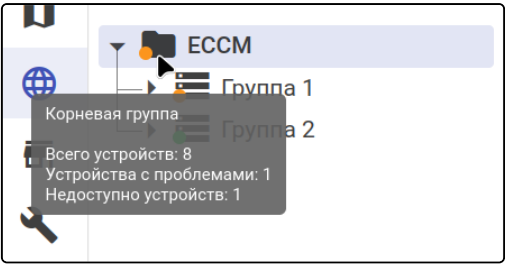 ECCM
Группа 1
Группа 2
Корневая группа
Всего устройств: 8
Устройства с проблемами: 1
Недоступно устройств: 1